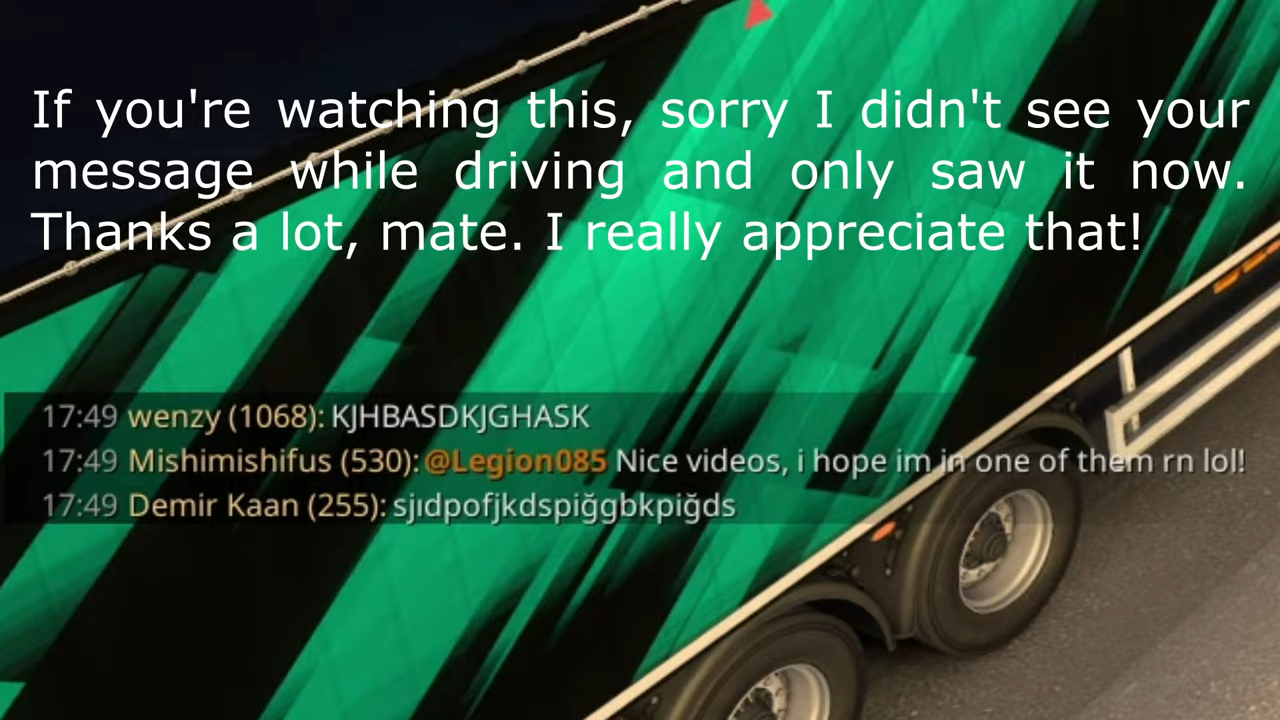 If you're watching this, sorry I didn't see your
message while driving and only saw it now.
Thanks a lot, mate. I really appreciate that!
17:49 wenzy (1068): KJHBASDKJGHASK
17:49 Mishimishifus (530): @Legion085 Nice videos, i hope im in one of them rn lol!
17:49 Demir Kaan (255): sjıdpofjkdspiğgbkpiğds